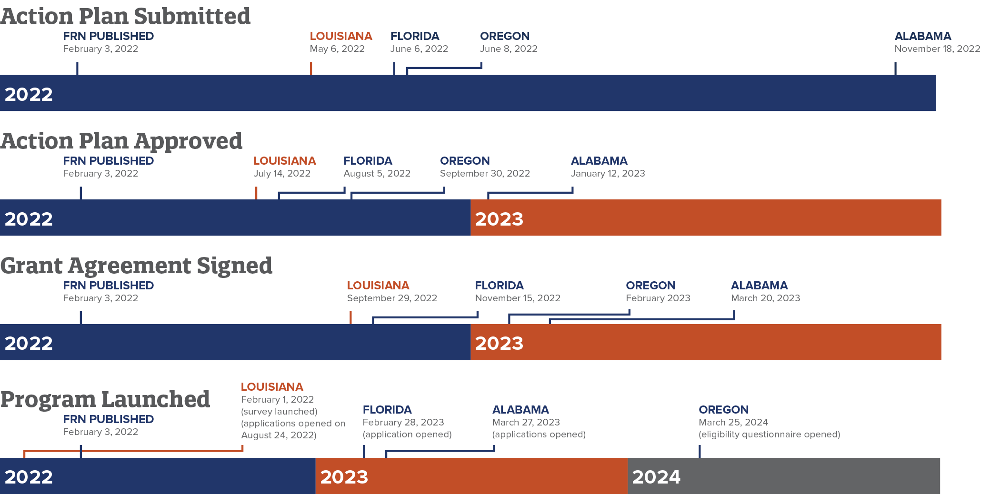 Action Plan Submitted
FRN PUBLISHED
February 3, 2022
LOUISIANA
May 6, 2022
FLORIDA
June 6, 2022
OREGON
June 8, 2022
ALABAMA
November 18, 2022
2022
Action Plan Approved
FRN PUBLISHED
February 3, 2022
LOUISIANA
July 14, 2022
FLORIDA
August 5, 2022
OREGON
September 30, 2022
ALABAMA
January 12, 2023
2022
2023
Grant Agreement Signed
FRN PUBLISHED
February 3, 2022
LOUISIANA
September 29, 2022
FLORIDA
November 15, 2022
OREGON
February 2023
ALABAMA
March 20, 2023
2022
2023
Program Launched
FRN PUBLISHED
February 3, 2022
LOUISIANA
February 1, 2022
(survey launched)
(applications opened on
August 24, 2022)
FLORIDA
February 28, 2023
(application opened)
ALABAMA
March 27, 2023
(applications opened)
OREGON
March 25, 2024
(eligibility questionnaire opened)
2022
2023
2024